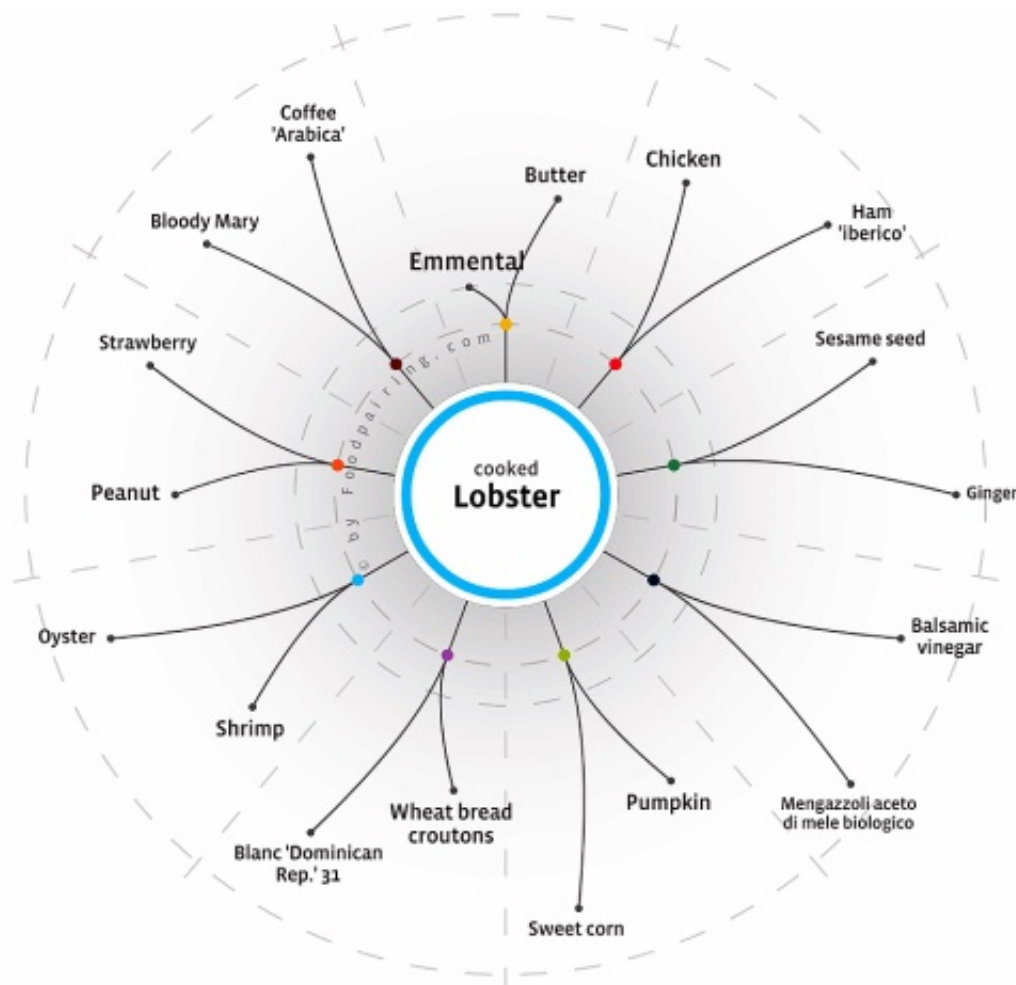 Coffee
'Arabica'
Butter
Chicken
Bloody Mary
Ham
'iberico'
Emmental
Strawberry
Sesame seed
© by Foodpairing.com
cooked
Lobster
Peanut
Ginger
Oyster
Balsamic
vinegar
Shrimp
Wheat bread
croutons
Pumpkin
Mengazzoli aceto
di mele biologico
Blanc 'Dominican
Rep.' 31
Sweet corn